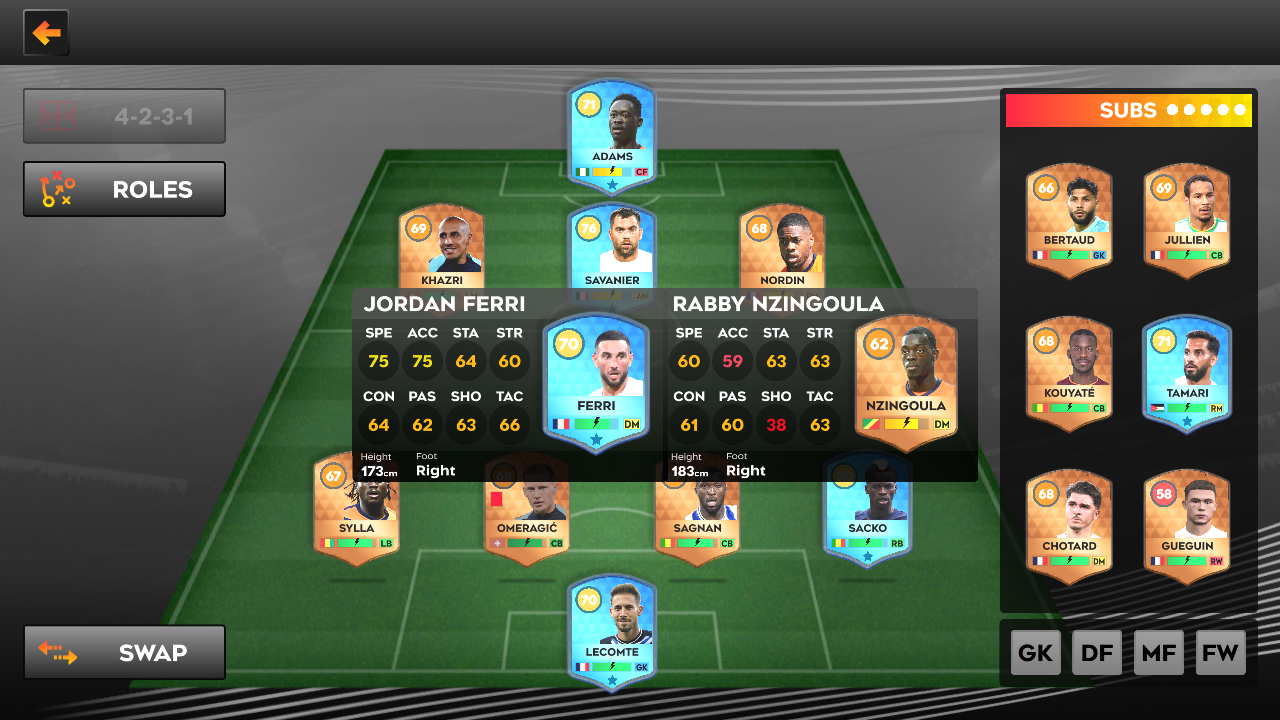 4-2-3-1
ROLES
71
ADAMS
CF
69
KHAZRI
76
SAVANIER
AM
68
NORDIN
JORDAN FERRI
SPE ACC STA STR
75 75 64 60
CON PAS SHO TAC
64 62 63 66
Height Foot
173cm Right
70
FERRI
DM
RABBY NZINGOULA
SPE ACC STA STR
60 59 63 63
CON PAS SHO TAC
61 60 38 63
Height Foot
183cm Right
62
NZINGOULA
DM
67
SYLLA
LB
OMERAGIĆ
CB
SAGNAN
CB
SACKO
RB
70
LECOMTE
GK
SWAP
SUBS
66
BERTAUD
GK
69
JULLIEN
CB
68
KOUYATÉ
CB
71
TAMARI
RM
68
CHOTARD
DM
58
GUEGUIN
RW
GK DF MF FW